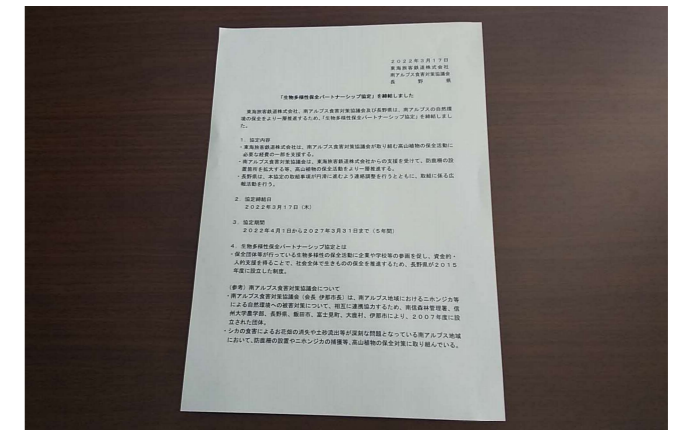 2022年3月17日
東海旅客鉄道株式会社
南アルプス食害対策協議会
長野県
「生物多様性保全パートナーシップ協定」を締結しました
東海旅客鉄道株式会社、南アルプス食害対策協議会及び長野県は、南アルプスの自然環
境の保全をより一層推進するため、「生物多様性保全パートナーシップ協定」を締結しまし
た。
1．協定内容
・東海旅客鉄道株式会社は、南アルプス食害対策協議会が取り組む高山植物の保全活動に
必要な経費の一部を支援する。
・南アルプス食害対策協議会は、東海旅客鉄道株式会社からの支援を受けて、防鹿柵の設
置箇所を拡大する等、高山植物の保全活動をより一層推進する。
・長野県は、本協定の取組事項が円滑に進むよう連絡調整を行うとともに、取組に係る広
報活動を行う。
2．協定締結日
2022年3月17日（木）
3．協定期間
2022年4月1日から2027年3月31日まで（5年間）
4．生物多様性保全パートナーシップ協定とは
・保全団体等が行っている生物多様性の保全活動に企業や学校等の参画を促し、資金的・
人的支援を得ることで、社会全体で生きものの保全を推進するため、長野県が2015
年度に設立した制度。
（参考）南アルプス食害対策協議会について
・南アルプス食害対策協議会（会長 伊那市長）は、南アルプス地域におけるニホンジカ等
による自然環境への被害対策について、相互に連携協力するため、南信森林管理署、信
州大学農学部、長野県、飯田市、富士見町、大鹿村、伊那市により、2007年度に設
立された団体。
・シカの食害によるお花畑の消失や土砂流出等が深刻な問題となっている南アルプス地域
において、防鹿柵の設置やニホンジカの捕獲等、高山植物の保全対策に取り組んでいる。